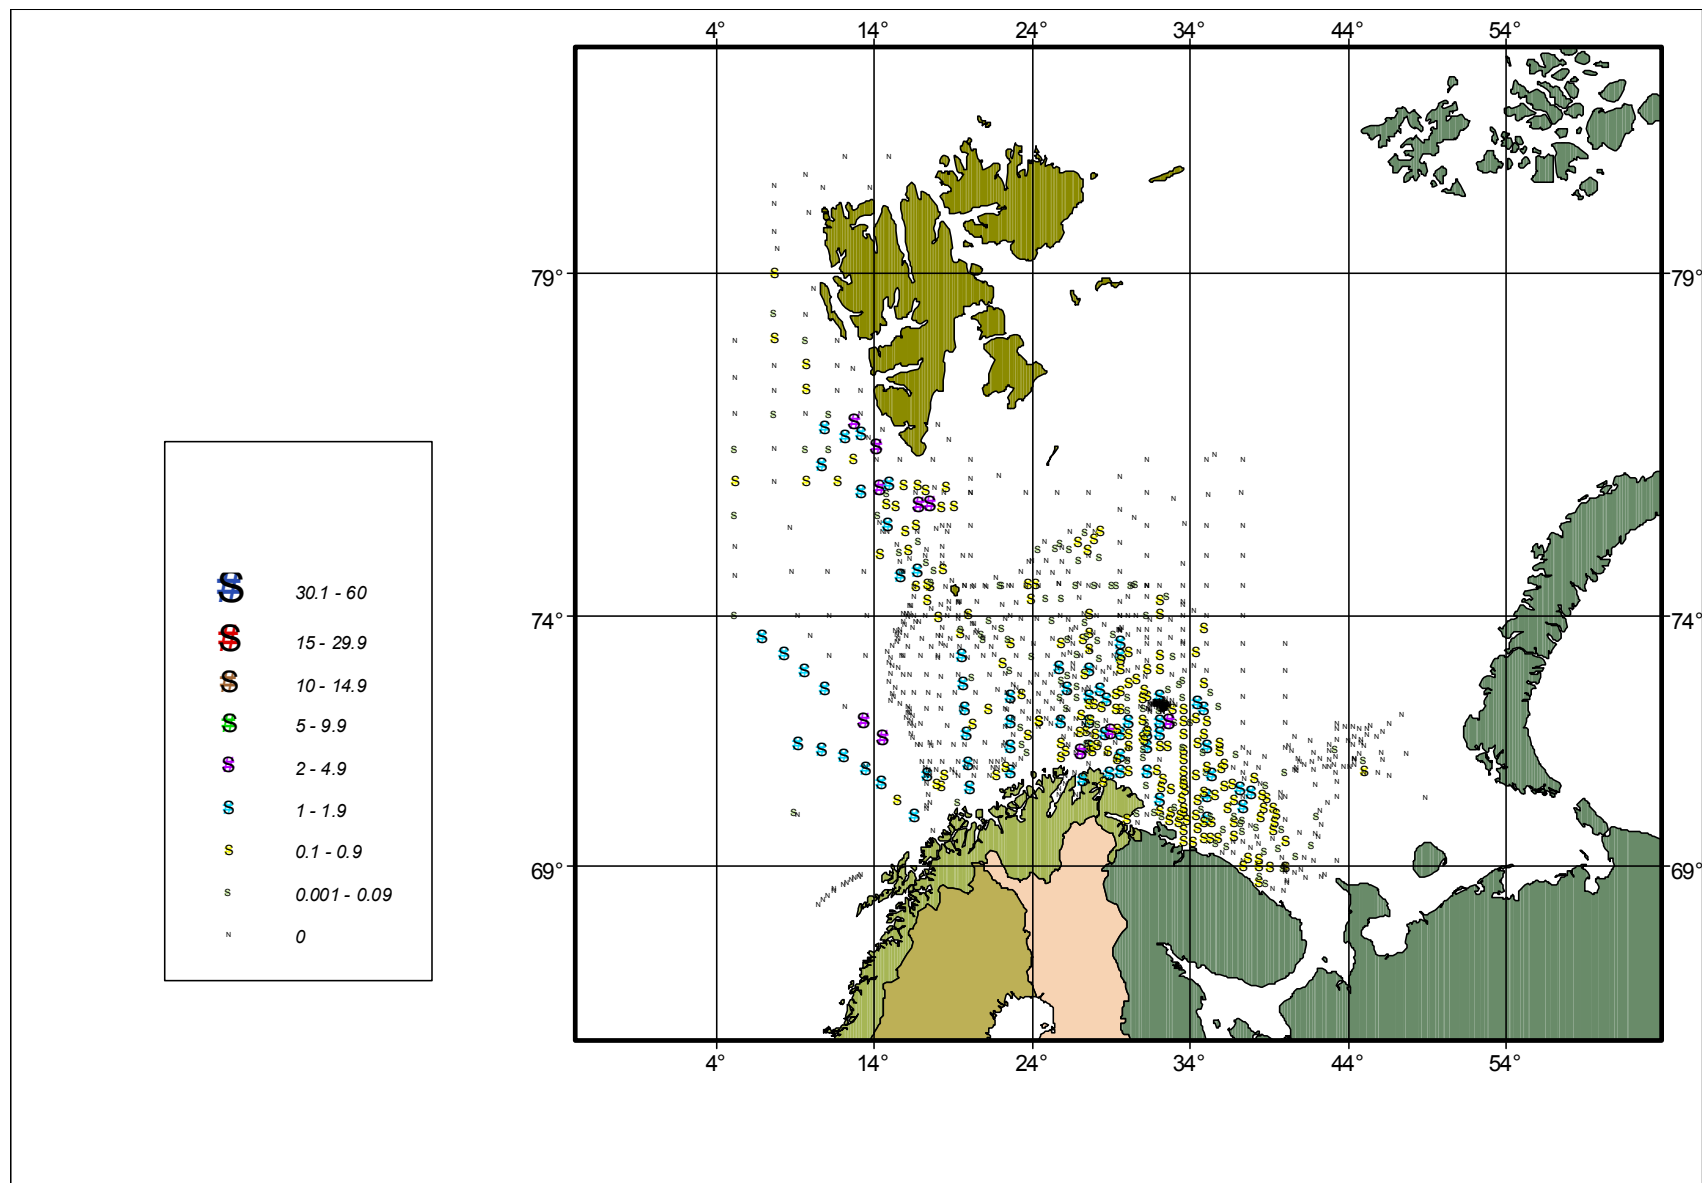 4° 14° 24° 34° 44° 54°
79° 79°
74° 74°
69° 69°
4° 14° 24° 34° 44° 54°
S 30.1 - 60
S 15 - 29.9
S 10 - 14.9
S 5 - 9.9
S 2 - 4.9
S 1 - 1.9
S 0.1 - 0.9
S 0.001 - 0.09
N 0